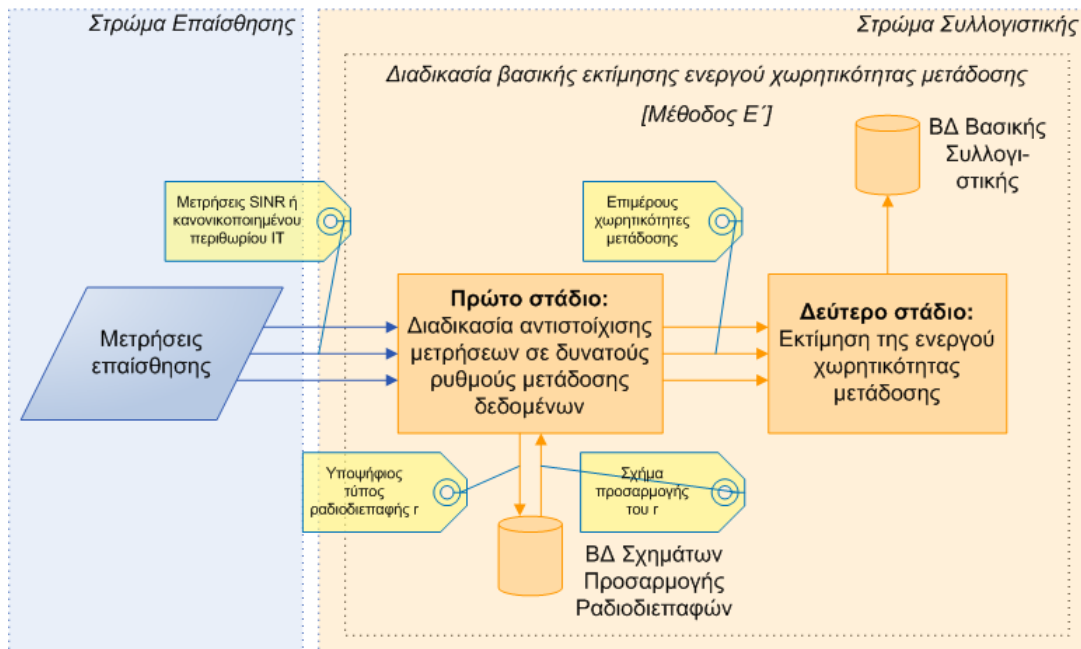 Στρώμα Επαίσθησης
Στρώμα Συλλογιστικής
Διαδικασία βασικής εκτίμησης ενεργού χωρητικότητας μετάδοσης
[Μέθοδος Ε΄]
ΒΔ Βασικής
Συλλογι-
στικής
Μετρήσεις SINR ή
κανονικοποιημένου
περιθωρίου IT
Επιμέρους
χωρητικότητες
μετάδοσης
Μετρήσεις
επαίσθησης
Πρώτο στάδιο:
Διαδικασία αντιστοίχισης
μετρήσεων σε δυνατούς
ρυθμούς μετάδοσης
δεδομένων
Δεύτερο στάδιο:
Εκτίμηση της ενεργού
χωρητικότητας
μετάδοσης
Υποψήφιος
τύπος
ραδιοδιεπαφής r
Σχήμα
προσαρμογής
του r
ΒΔ Σχημάτων
Προσαρμογής
Ραδιοδιεπαφών